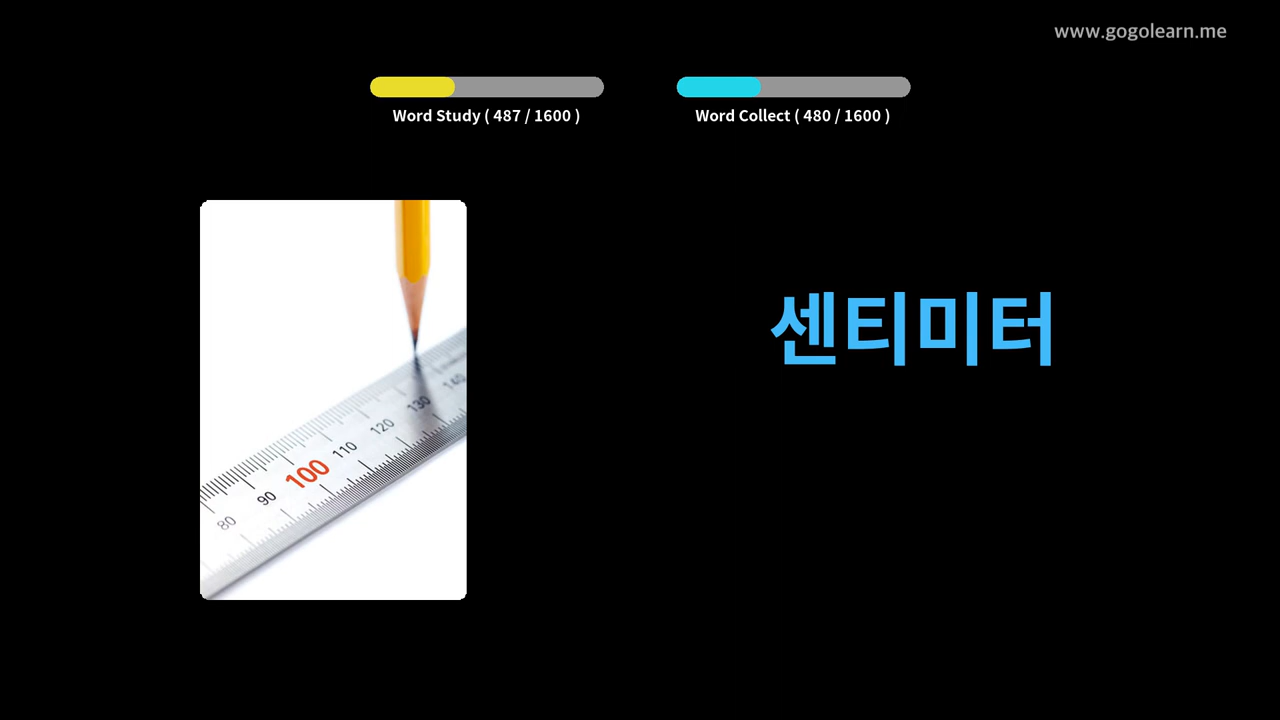 www.gogolearn.me
Word Study ( 487 / 1600 )
Word Collect ( 480 / 1600 )
센티미터
80
90
100
110
120
130
140